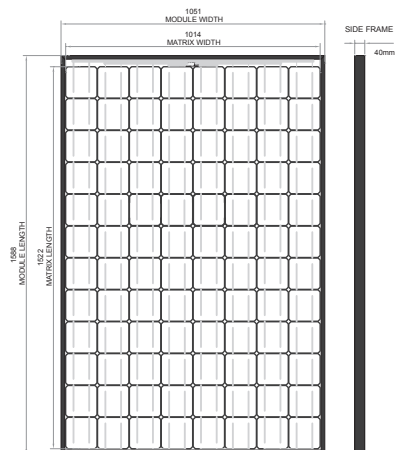 1051
MODULE WIDTH
1014
MATRIX WIDTH
SIDE FRAME
40mm
1588
MODULE LENGTH
1522
MATRIX LENGTH